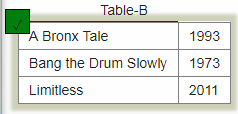 Table-B
A Bronx Tale 1993
Bang the Drum Slowly 1973
Limitless 2011